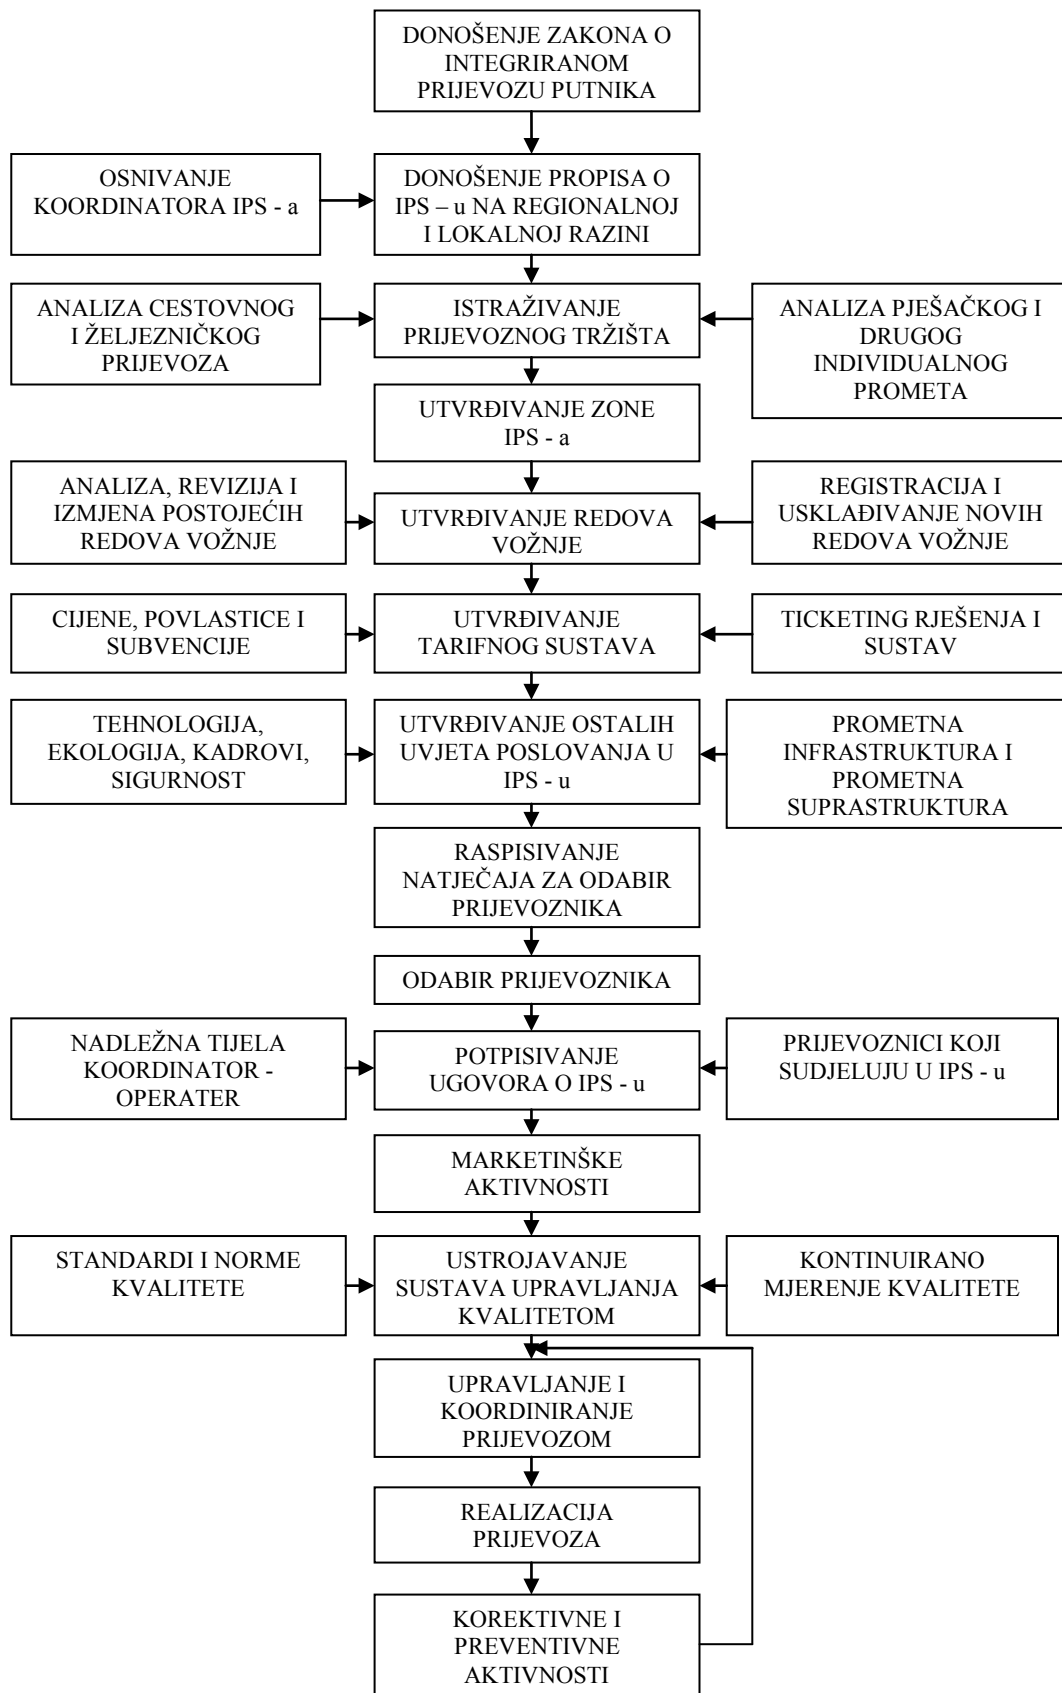 DONOŠENJE ZAKONA O
INTEGRIRANOM
PRIJEVOZU PUTNIKA
OSNIVANJE
KOORDINATORA IPS - a
DONOŠENJE PROPISA O
IPS – u NA REGIONALNOJ
I LOKALNOJ RAZINI
ANALIZA CESTOVNOG
I ŽELJEZNIČKOG
PRIJEVOZA
ISTRAŽIVANJE
PRIJEVOZNOG TRŽIŠTA
ANALIZA PJEŠAČKOG I
DRUGOG
INDIVIDUALNOG
PROMETA
UTVRĐIVANJE ZONE
IPS - a
ANALIZA, REVIZIJA I
IZMJENA POSTOJEĆIH
REDOVA VOŽNJE
UTVRĐIVANJE REDOVA
VOŽNJE
REGISTRACIJA I
USKLAĐIVANJE NOVIH
REDOVA VOŽNJE
CIJENE, POVLASTICE I
SUBVENCIJE
UTVRĐIVANJE
TARIFNOG SUSTAVA
TICKETING RJEŠENJA I
SUSTAV
TEHNOLOGIJA,
EKOLOGIJA, KADROVI,
SIGURNOST
UTVRĐIVANJE OSTALIH
UVJETA POSLOVANJA U
IPS - u
PROMETNA
INFRASTRUKTURA I
PROMETNA
SUPRASTRUKTURA
RASPISIVANJE
NATJEČAJA ZA ODABIR
PRIJEVOZNIKA
ODABIR PRIJEVOZNIKA
NADLEŽNA TIJELA
KOORDINATOR -
OPERATER
POTPISIVANJE
UGOVORA O IPS - u
PRIJEVOZNICI KOJI
SUDJELUJU U IPS - u
MARKETINŠKE
AKTIVNOSTI
STANDARDI I NORME
KVALITETE
USTROJAVANJE
SUSTAVA UPRAVLJANJA
KVALITETOM
KONTINUIRANO
MJERENJE KVALITETE
UPRAVLJANJE I
KOORDINIRANJE
PRIJEVOZOM
REALIZACIJA
PRIJEVOZA
KOREKTIVNE I
PREVENTIVNE
AKTIVNOSTI